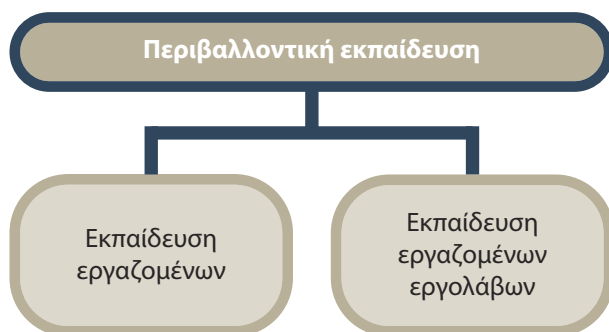 Περιβαλλοντική εκπαίδευση
Εκπαίδευση
εργαζομένων
Εκπαίδευση
εργαζομένων
εργολάβων